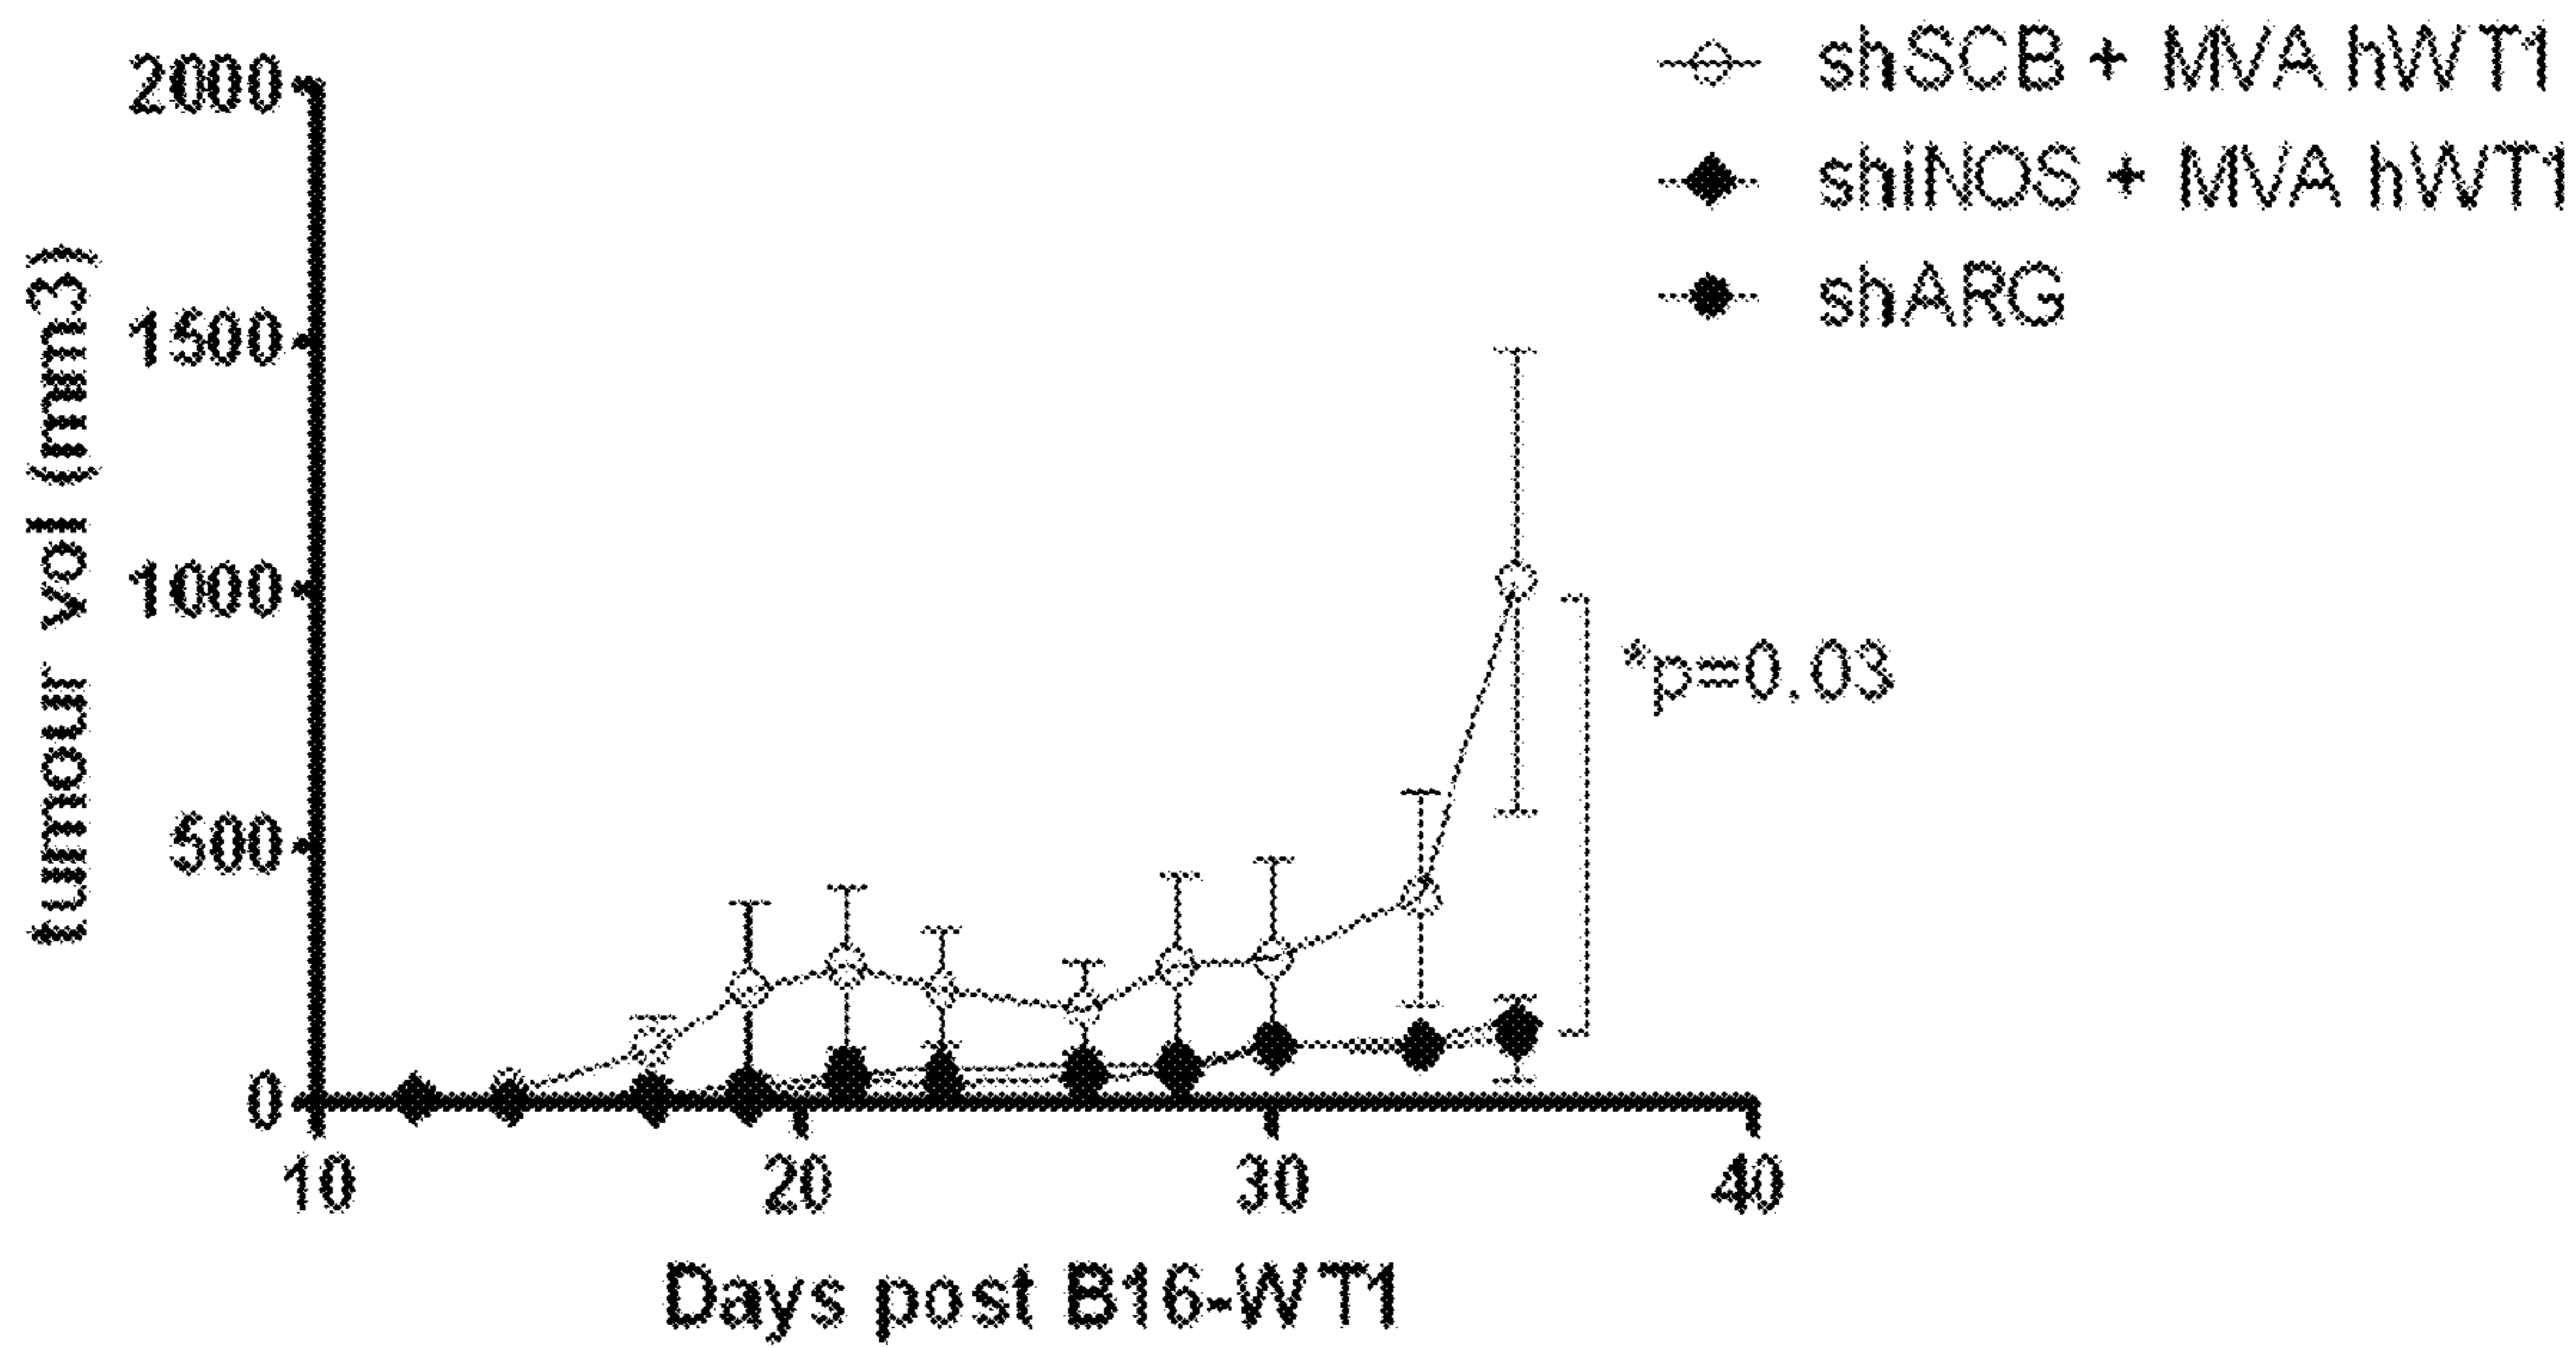 shSCB + MVA hWT1
shiNOS + MVA hWT1
shARG
tumour vol (mm3)
2000
1500
1000
500
0
*p=0.03
10 20 30 40
Days post B16-WT1